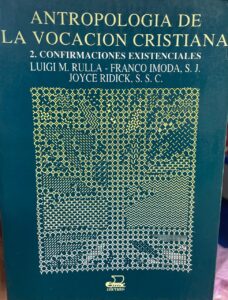 ANTROPOLOGIA DE
LA VOCACION CRISTIANA
2. CONFIRMACIONES EXISTENCIALES
LUIGI M. RULLA - FRANCO IMODA, S. J.
JOYCE RIDICK, S. S. C.